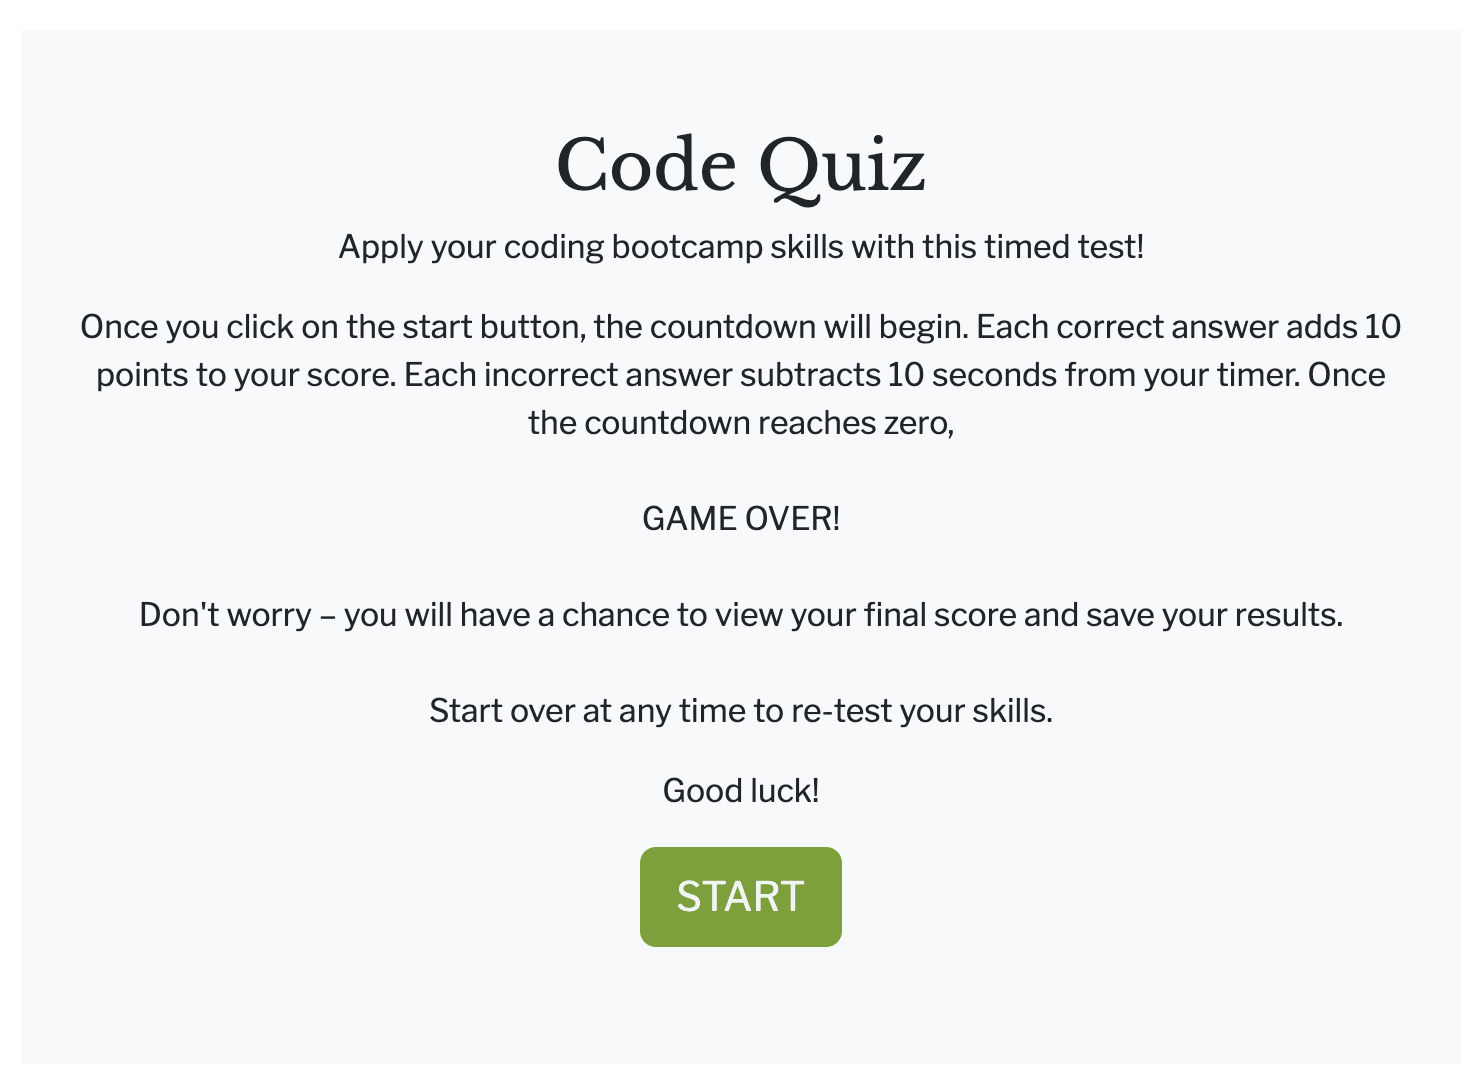 Code Quiz
Apply your coding bootcamp skills with this timed test!
Once you click on the start button, the countdown will begin. Each correct answer adds 10
points to your score. Each incorrect answer subtracts 10 seconds from your timer. Once
the countdown reaches zero,
GAME OVER!
Don't worry – you will have a chance to view your final score and save your results.
Start over at any time to re-test your skills.
Good luck!
START